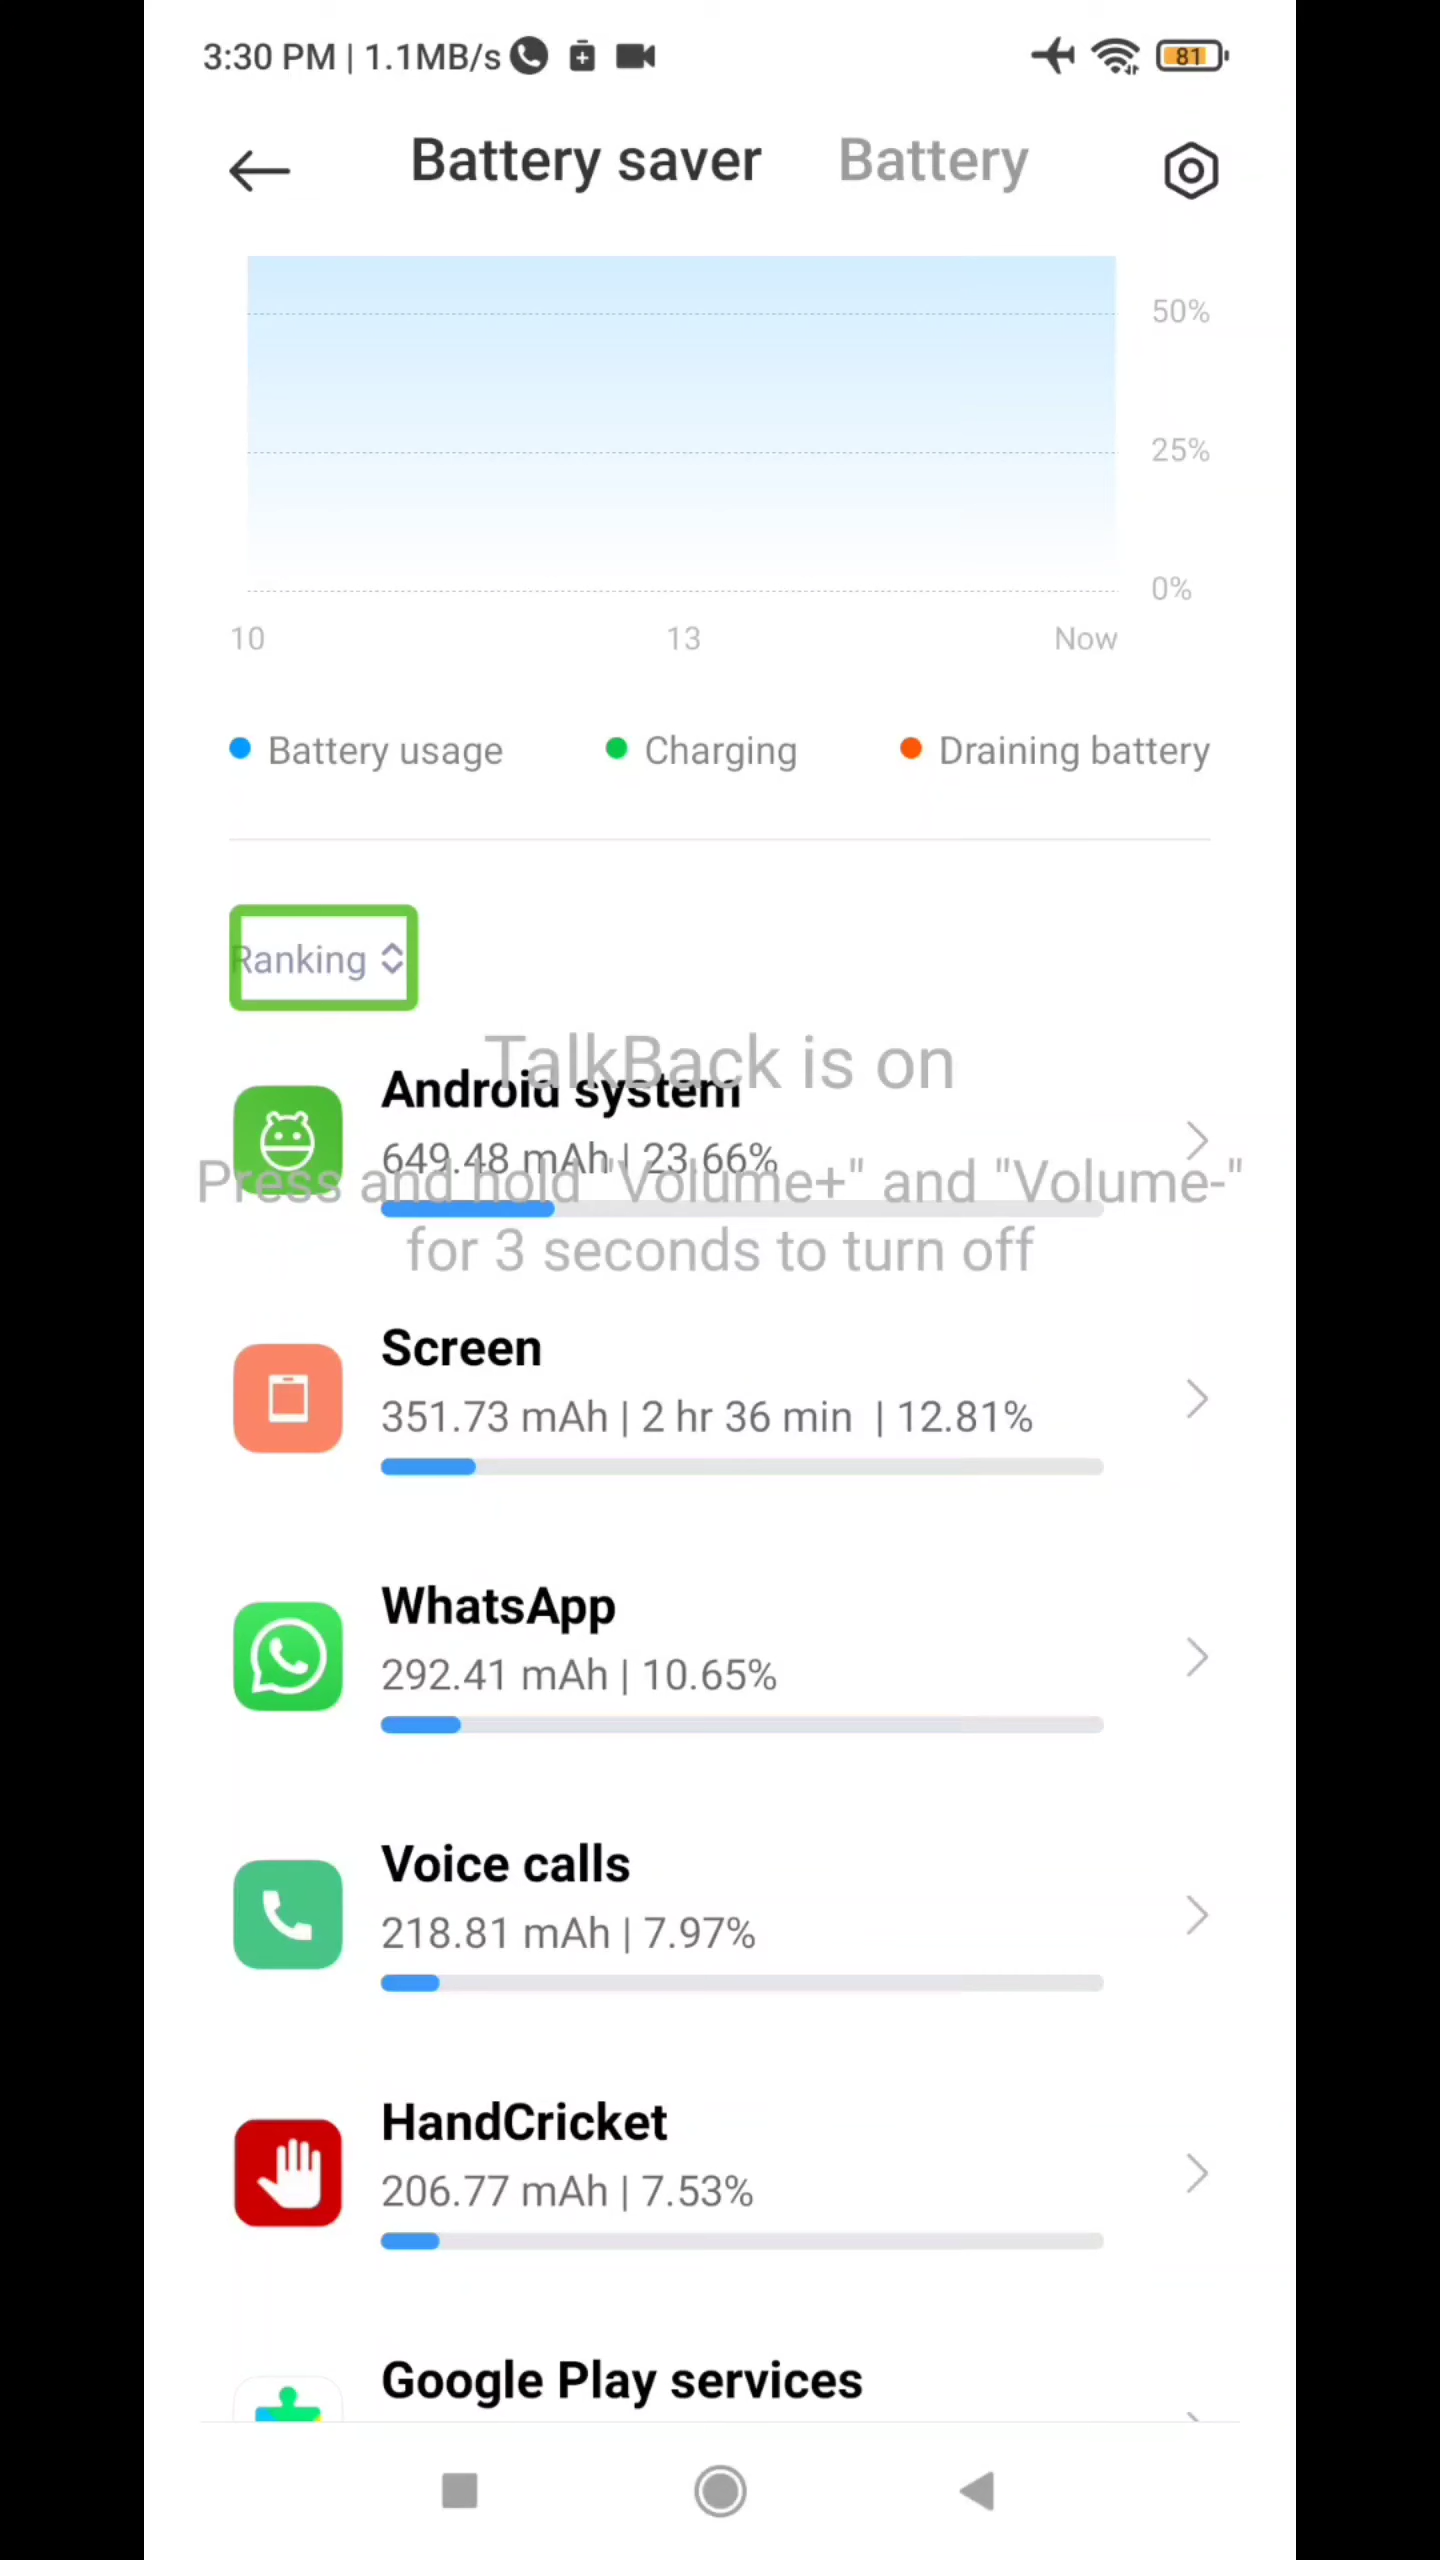 3:30 PM | 1.1MB/s 81
Battery saver Battery
50%
25%
0%
10 13 Now
Battery usage Charging Draining battery
Ranking
TalkBack is on
Android system
649.48 mAh | 23.66%
Press and hold "Volume+" and "Volume-"
for 3 seconds to turn off
Screen
351.73 mAh | 2 hr 36 min | 12.81%
WhatsApp
292.41 mAh | 10.65%
Voice calls
218.81 mAh | 7.97%
HandCricket
206.77 mAh | 7.53%
Google Play services